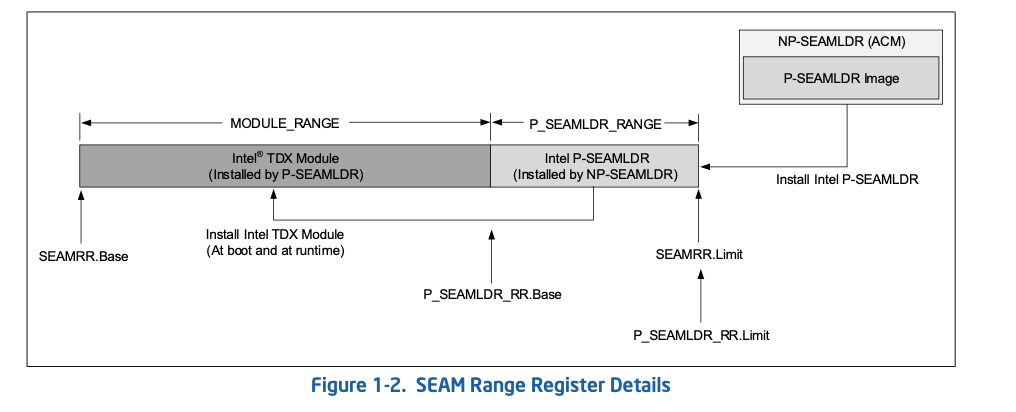 NP-SEAMLDR (ACM)
P-SEAMLDR Image
MODULE_RANGE
P_SEAMLDR_RANGE
Intel® TDX Module
(Installed by P-SEAMLDR)
Intel P-SEAMLDR
(Installed by NP-SEAMLDR)
Install Intel P-SEAMLDR
Install Intel TDX Module
(At boot and at runtime)
SEAMRR.Base
SEAMRR.Limit
P_SEAMLDR_RR.Base
P_SEAMLDR_RR.Limit
Figure 1-2. SEAM Range Register Details